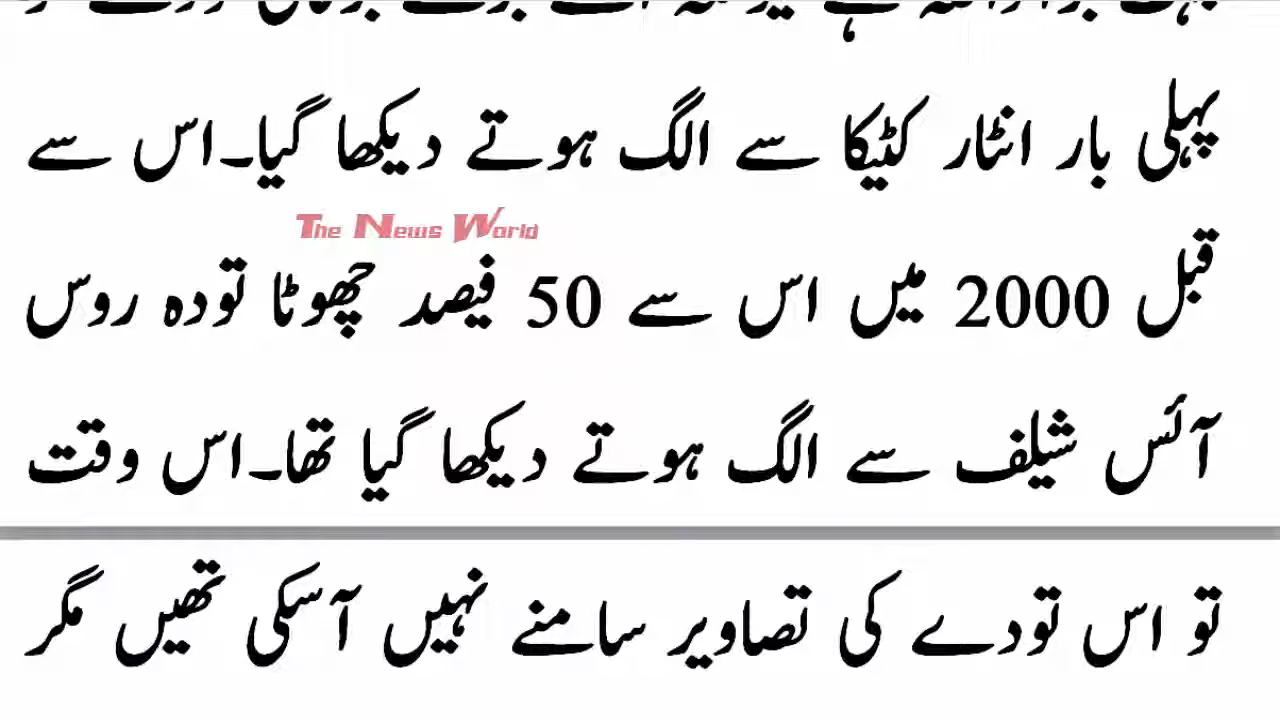 پہلی بار انٹار کٹیکا سے الگ ہوتے دیکھا گیا۔اس سے
The News World
قبل 2000 میں اس سے 50 فیصد چھوٹا تودہ روس
آئس شیلف سے الگ ہوتے دیکھا گیا تھا۔اس وقت
تو اس تودے کی تصاویر سامنے نہیں آسکی تھیں مگر